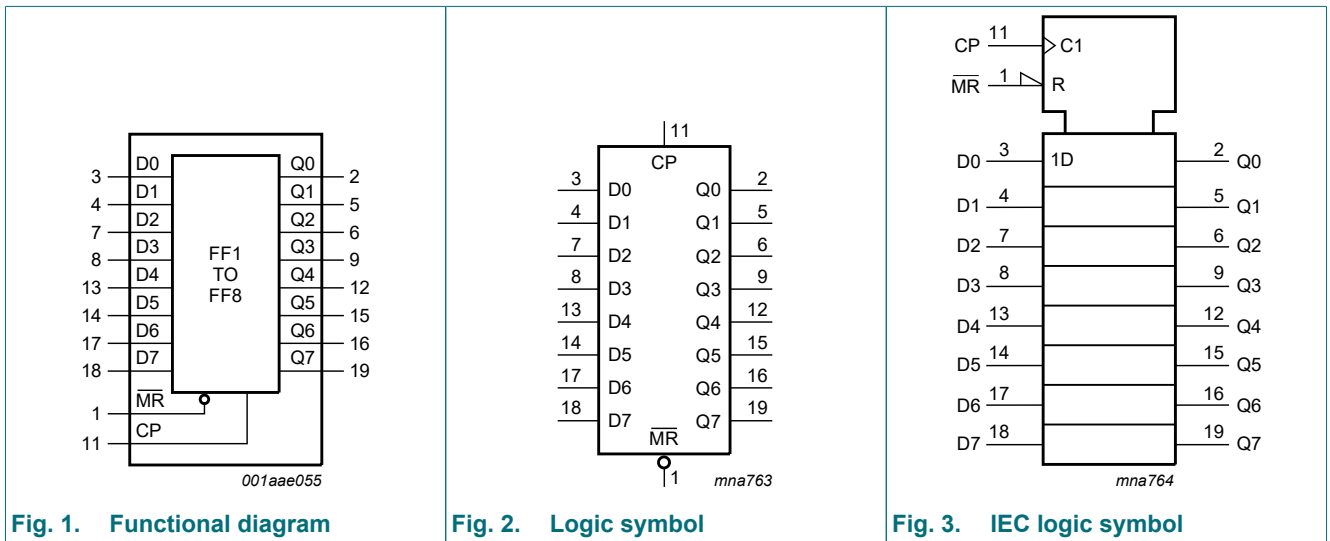 D0
Q0
3
2
D1
Q1
4
5
D2
Q2
7
6
D3
Q3
8
9
D4
Q4
13
12
D5
Q5
14
15
D6
Q6
17
16
D7
Q7
18
19
FF1
TO
FF8
M̅R̅
1
CP
11
001aae055
Fig. 1. Functional diagram
11
CP
3 D0 Q0 2
4 D1 Q1 5
7 D2 Q2 6
8 D3 Q3 9
13 D4 Q4 12
14 D5 Q5 15
17 D6 Q6 16
18 D7 Q7 19
M̅R̅
1
mna763
Fig. 2. Logic symbol
CP 11 C1
M̅R̅ 1 R
D0 3 1D 2 Q0
D1 4 5 Q1
D2 7 6 Q2
D3 8 9 Q3
D4 13 12 Q4
D5 14 15 Q5
D6 17 16 Q6
D7 18 19 Q7
mna764
Fig. 3. IEC logic symbol